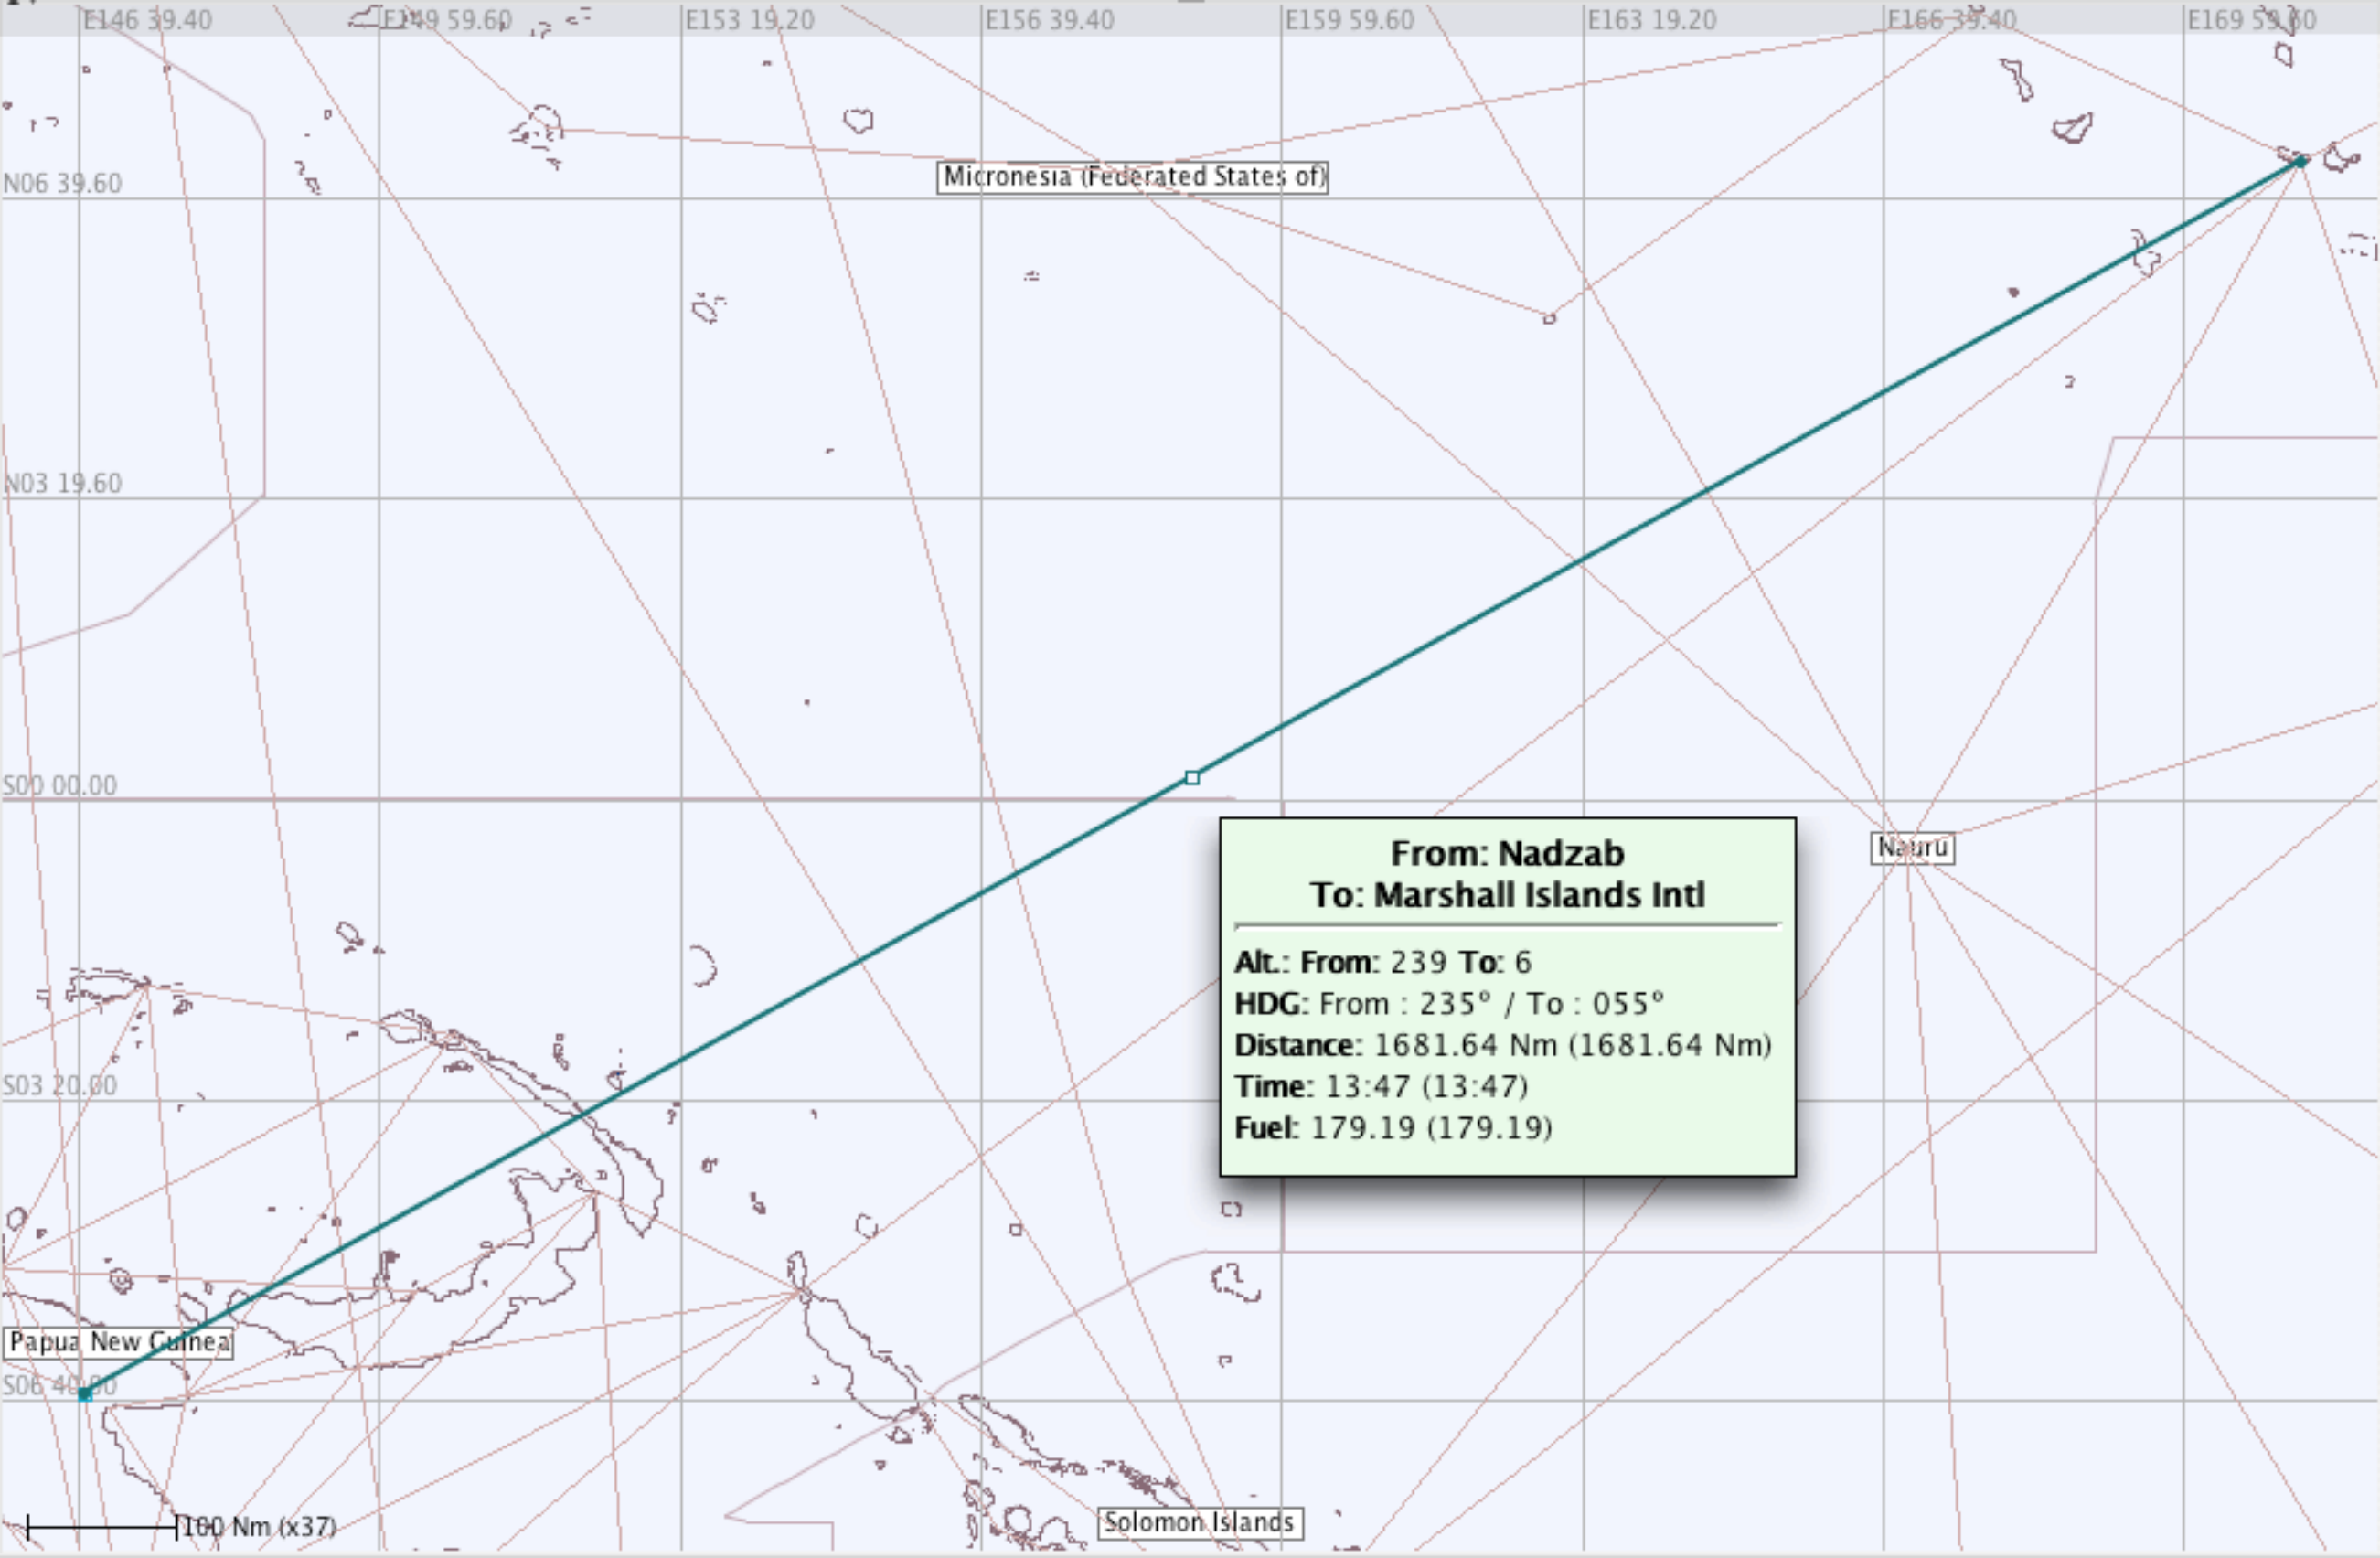 E146 39.40 E149 59.60 E153 19.20 E156 39.40 E159 59.60 E163 19.20 E166 39.40 E169 59.60
Micronesia (Federated States of)
N06 39.60
N03 19.60
S00 00.00
Nauru
From: Nadzab
To: Marshall Islands Intl
Alt.: From: 239 To: 6
HDG: From : 235° / To : 055°
Distance: 1681.64 Nm (1681.64 Nm)
Time: 13:47 (13:47)
Fuel: 179.19 (179.19)
S03 20.00
Papua New Guinea
S06 40.00
100 Nm (x37)
Solomon Islands